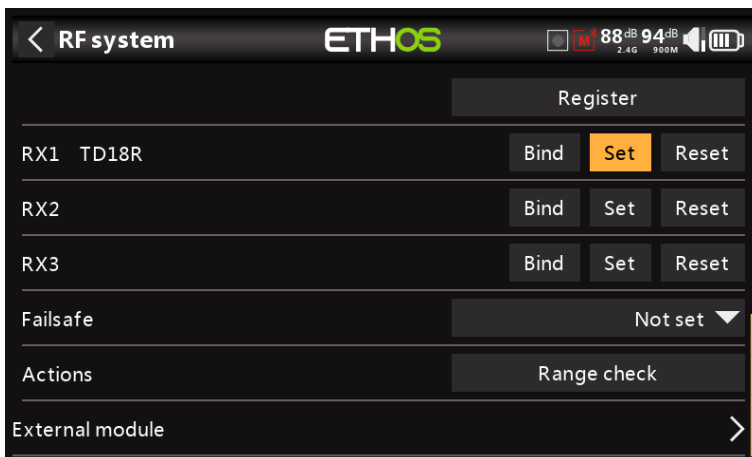 RF system ETHOS M 88dB 2.4G 94dB 900M
Register
RX1 TD18R Bind Set Reset
RX2 Bind Set Reset
RX3 Bind Set Reset
Failsafe Not set
Actions Range check
External module